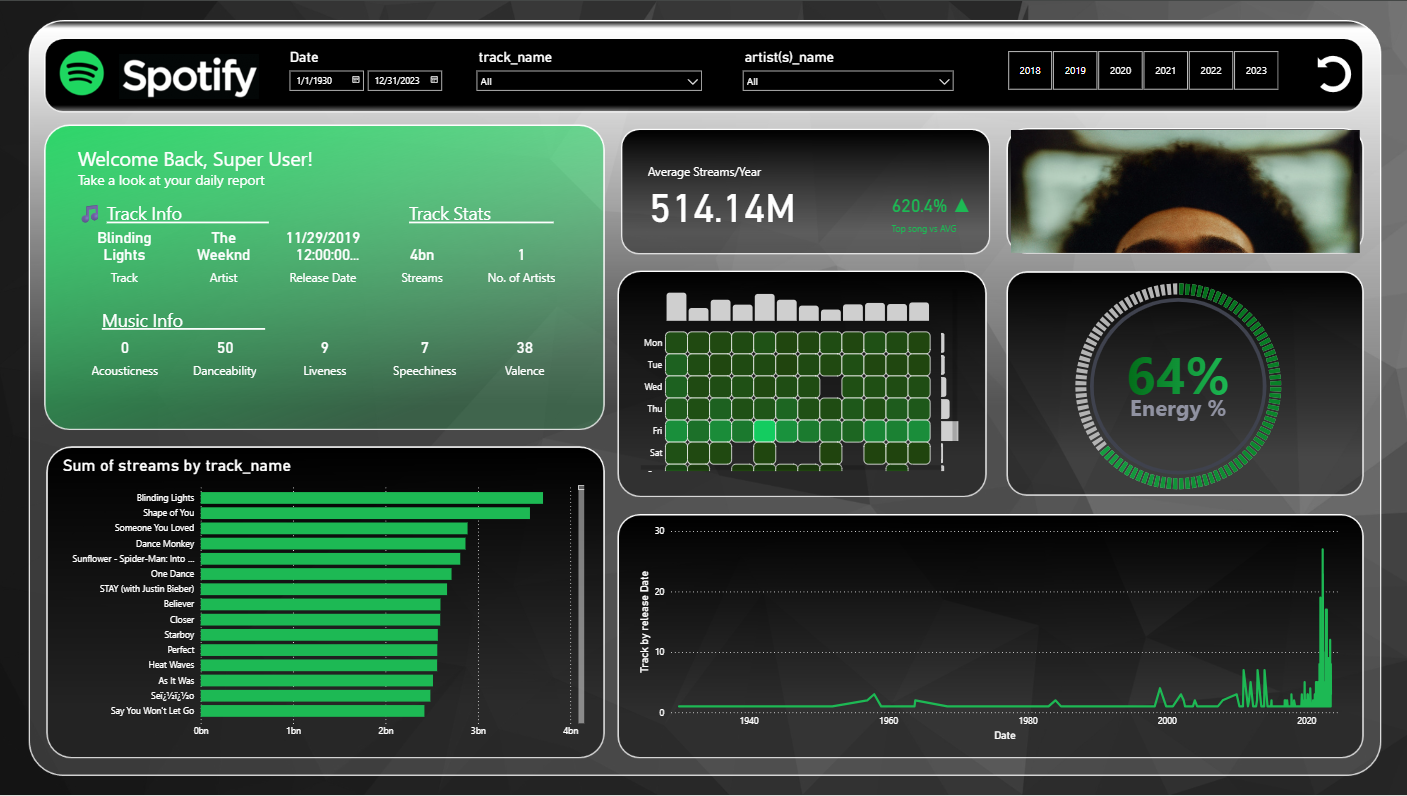 Spotify
Date
1/1/1930
12/31/2023
track_name
All
artist(s)_name
All
2018
2019
2020
2021
2022
2023
Welcome Back, Super User!
Take a look at your daily report
Track Info
Track Stats
Blinding Lights
The Weeknd
11/29/2019 12:00:00...
4bn
1
Track
Artist
Release Date
Streams
No. of Artists
Music Info
0
50
9
7
38
Acousticness
Danceability
Liveness
Speechiness
Valence
Average Streams/Year
514.14M
620.4% ▲
Top song vs AVG
Mon
Tue
Wed
Thu
Fri
Sat
64%
Energy %
Sum of streams by track_name
Blinding Lights
Shape of You
Someone You Loved
Dance Monkey
Sunflower - Spider-Man: Into ...
One Dance
STAY (with Justin Bieber)
Believer
Closer
Starboy
Perfect
Heat Waves
As It Was
Seï¿½ï¿½o
Say You Won't Let Go
0bn
1bn
2bn
3bn
4bn
Track by release Date
30
20
10
0
1940
1960
1980
2000
2020
Date